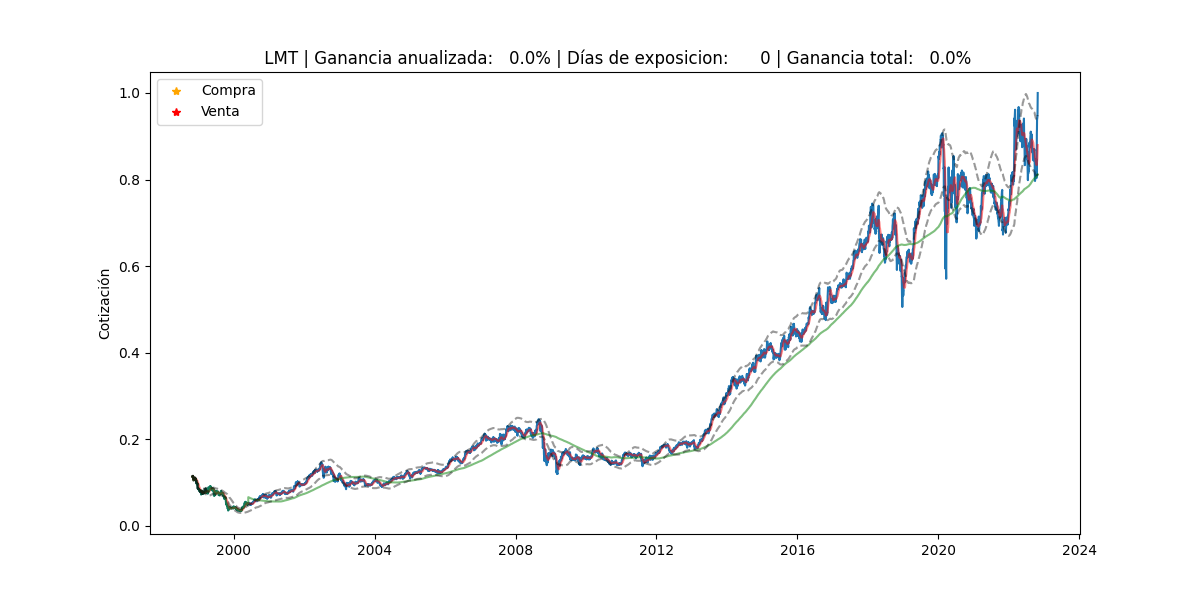 LMT | Ganancia anualizada:   0.0% | Días de exposicion:      0 | Ganancia total:   0.0%
Compra
Venta
1.0
0.8
0.6
0.4
0.2
0.0
Cotización
2000 2004 2008 2012 2016 2020 2024